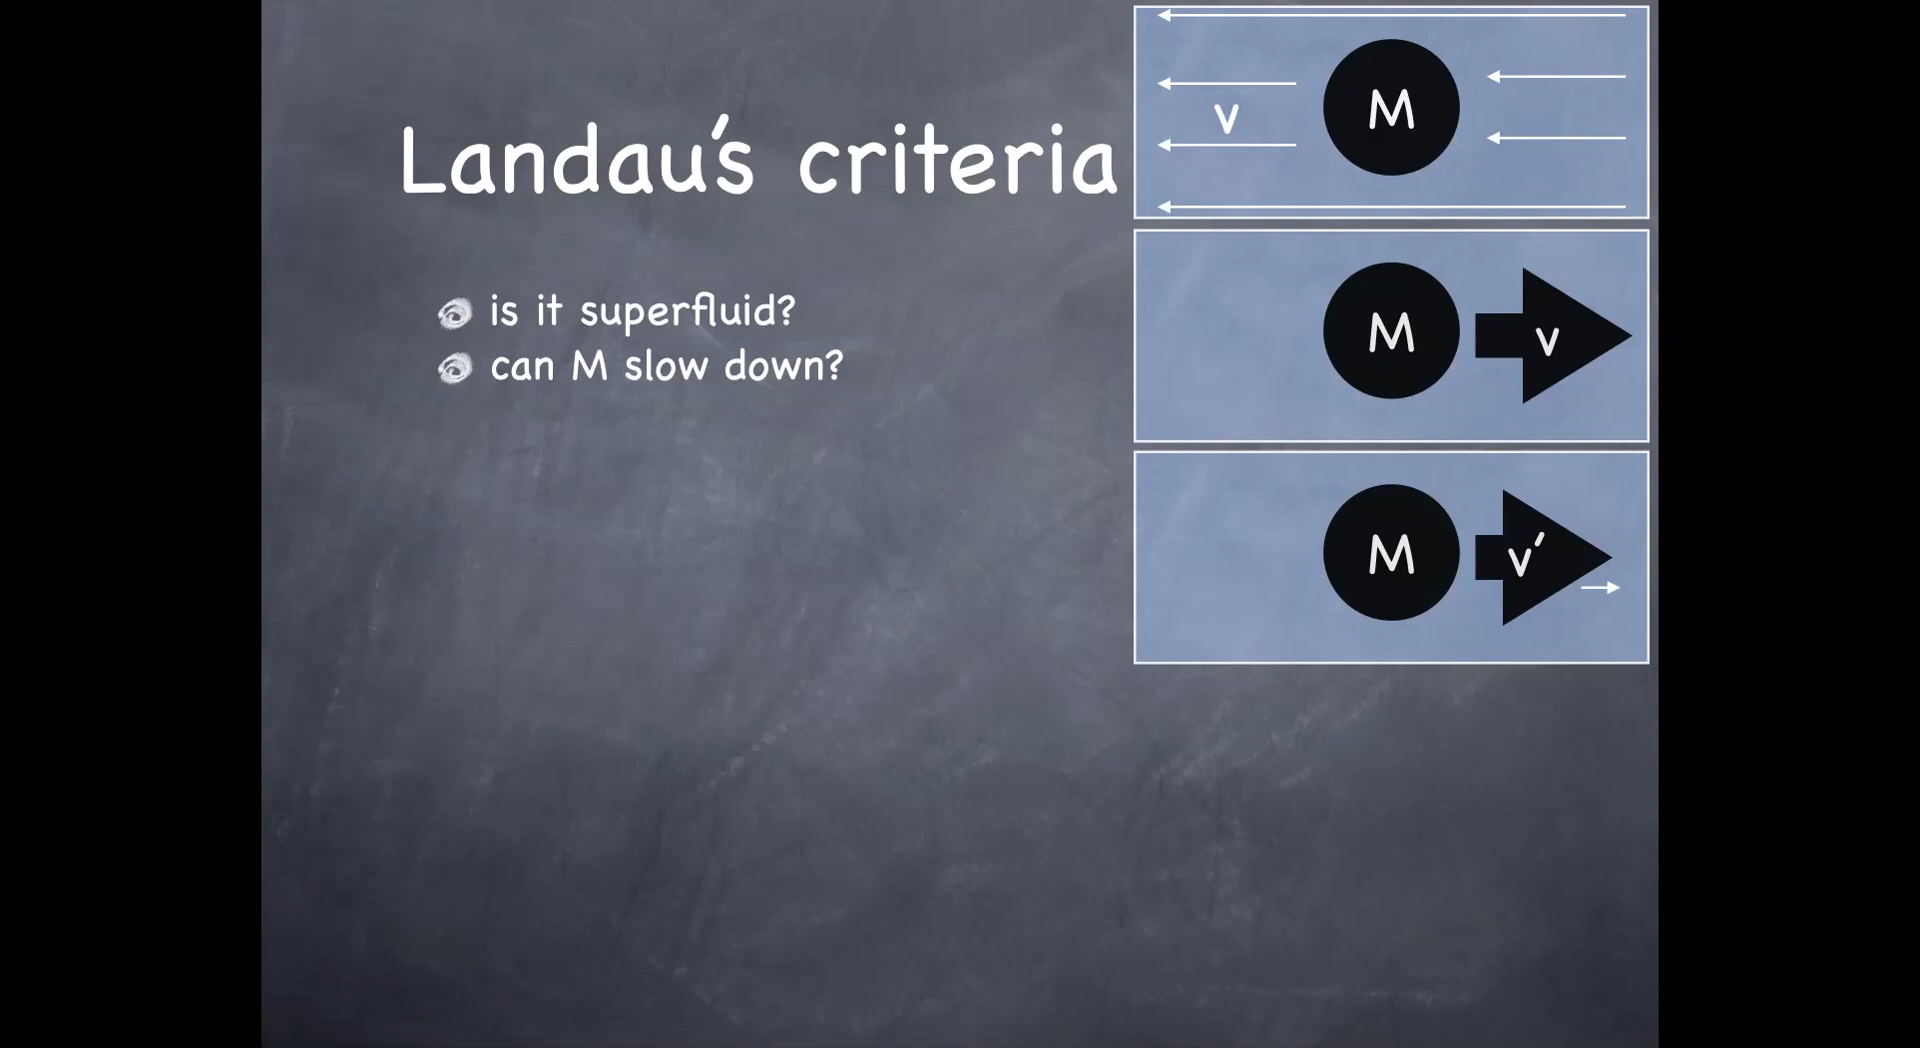 Landau's criteria
is it superfluid?
can M slow down?
M
v
M
v
M
v'